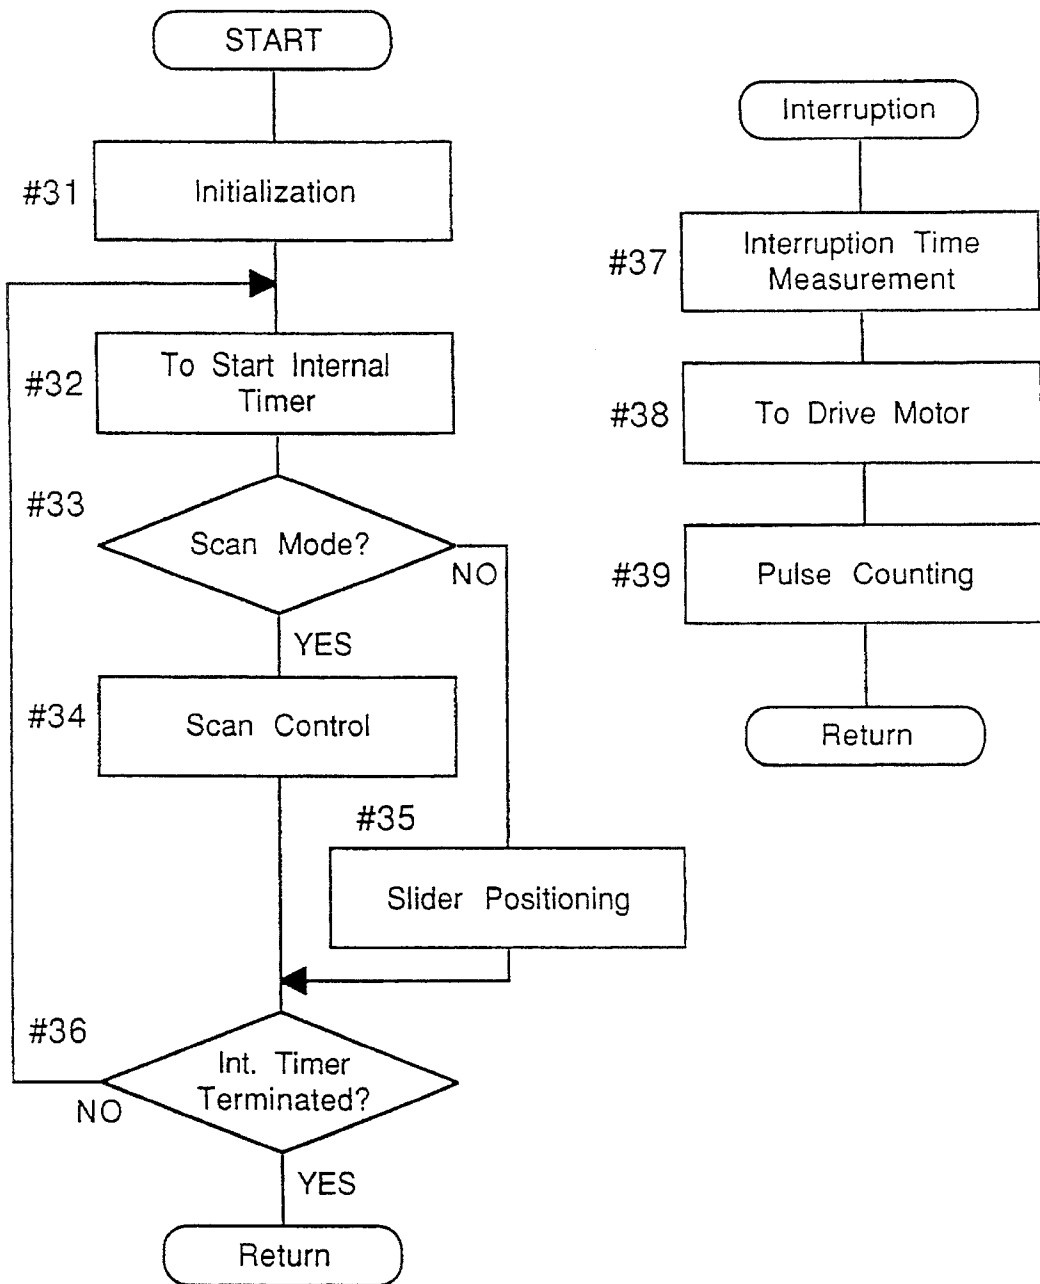 START
#31
Initialization
#32
To Start Internal
Timer
#33
Scan Mode?
NO
YES
#34
Scan Control
#35
Slider Positioning
#36
Int. Timer
Terminated?
NO
YES
Return
Interruption
#37
Interruption Time
Measurement
#38
To Drive Motor
#39
Pulse Counting
Return